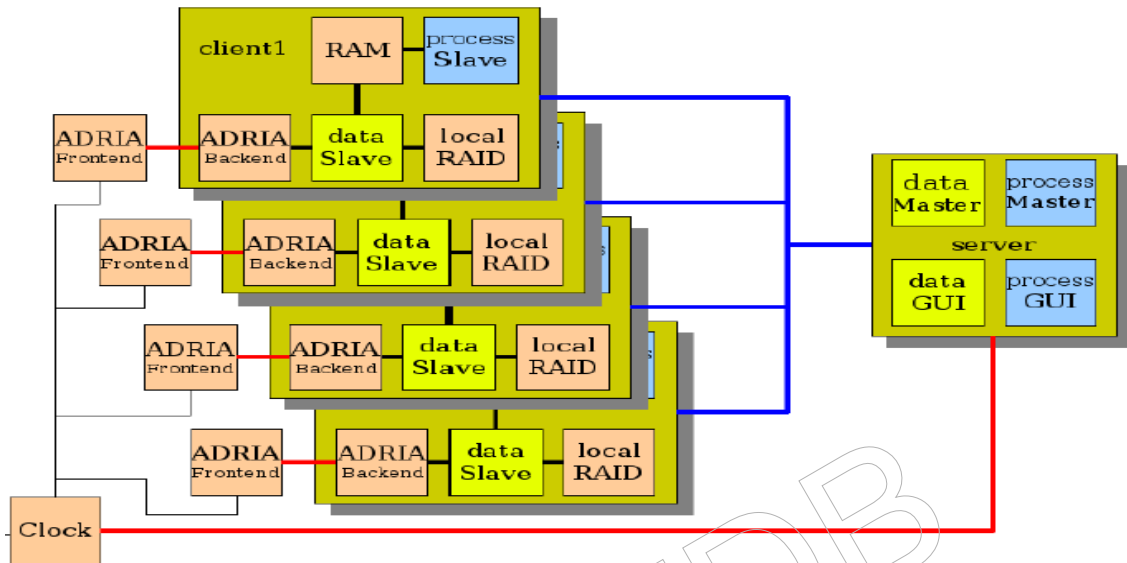 client1
RAM
process
Slave
ADRIA
Frontend
ADRIA
Backend
data
Slave
local
RAID
data
Master
process
Master
server
data
GUI
process
GUI
ADRIA
Frontend
ADRIA
Backend
data
Slave
local
RAID
ADRIA
Frontend
ADRIA
Backend
data
Slave
local
RAID
ADRIA
Frontend
ADRIA
Backend
data
Slave
local
RAID
Clock